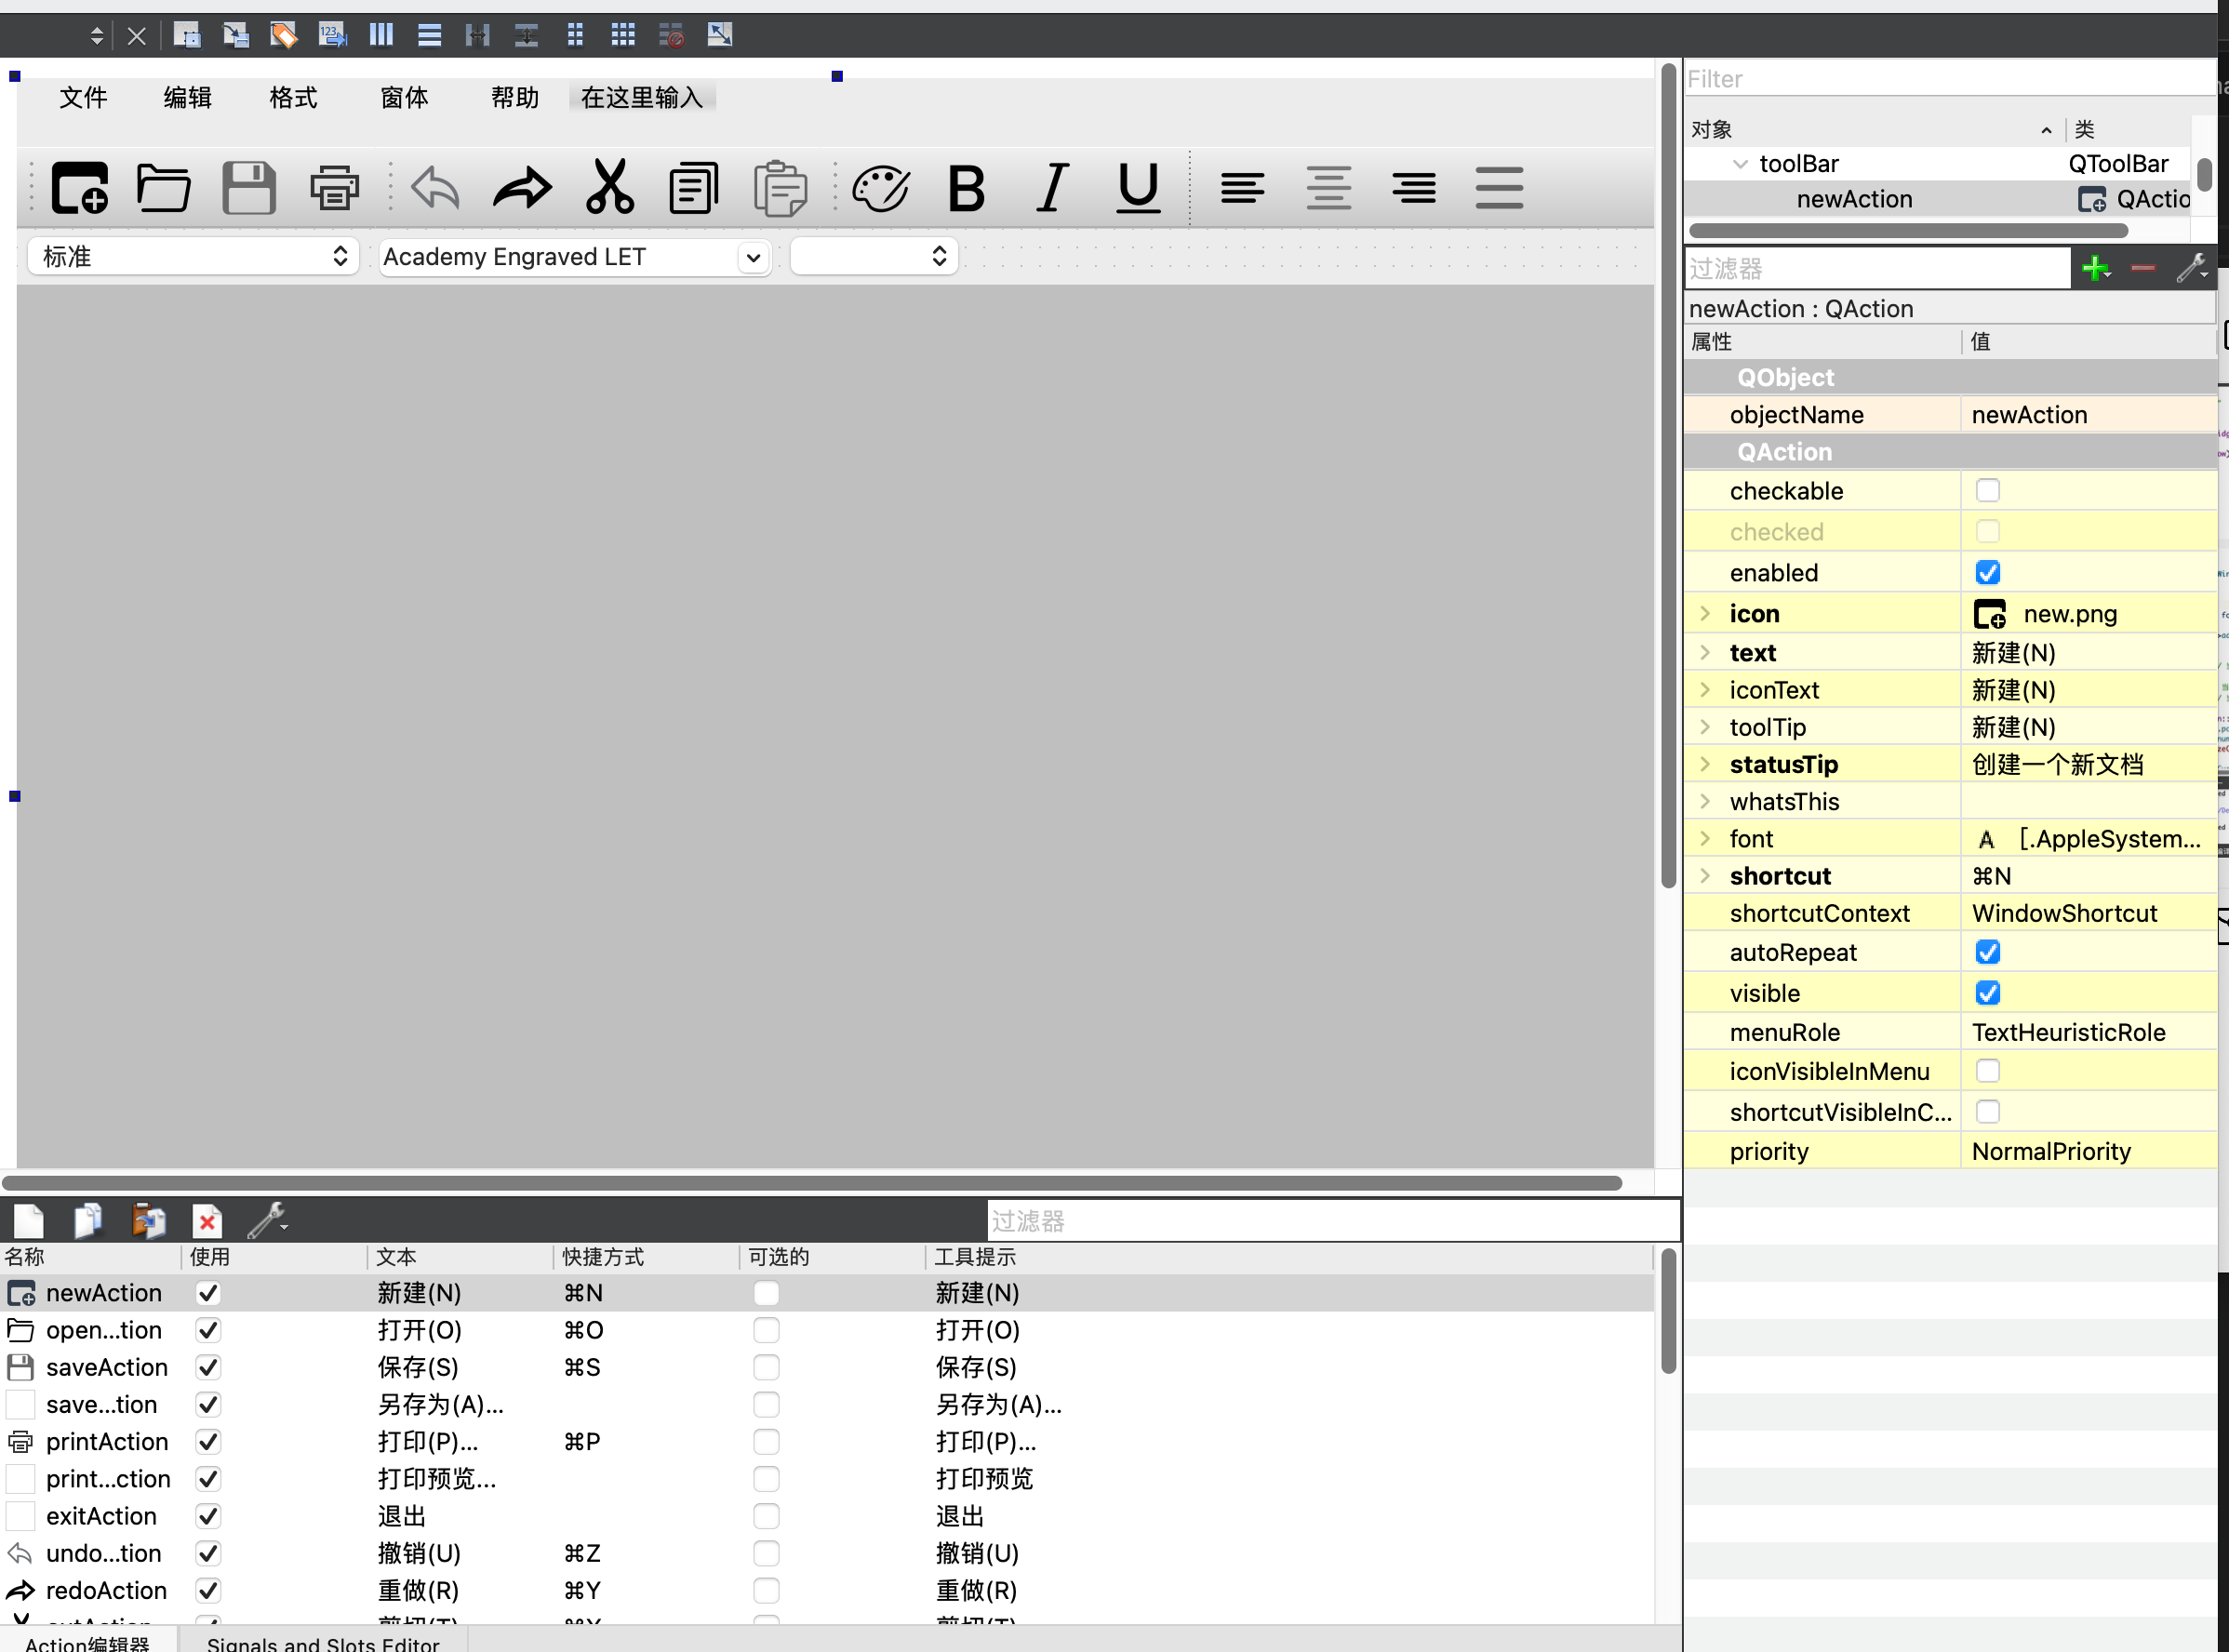 123
文件 编辑 格式 窗体 帮助 在这里输入
B I U
标准 Academy Engraved LET
Filter
对象 类
toolBar QToolBar
newAction QActio
过滤器
newAction : QAction
属性 值
QObject
objectName newAction
QAction
checkable
checked
enabled
icon new.png
text 新建(N)
iconText 新建(N)
toolTip 新建(N)
statusTip 创建一个新文档
whatsThis
font A [.AppleSystem...
shortcut ⌘N
shortcutContext WindowShortcut
autoRepeat
visible
menuRole TextHeuristicRole
iconVisibleInMenu
shortcutVisibleInC...
priority NormalPriority
过滤器
名称 使用 文本 快捷方式 可选的 工具提示
newAction 新建(N) ⌘N 新建(N)
open...tion 打开(O) ⌘O 打开(O)
saveAction 保存(S) ⌘S 保存(S)
save...tion 另存为(A)... 另存为(A)...
printAction 打印(P)... ⌘P 打印(P)...
print...ction 打印预览... 打印预览
exitAction 退出 退出
undo...tion 撤销(U) ⌘Z 撤销(U)
redoAction 重做(R) ⌘Y 重做(R)
cutAction 剪切(T) ⌘X 剪切(T)
Action编辑器 Signals and Slots Editor